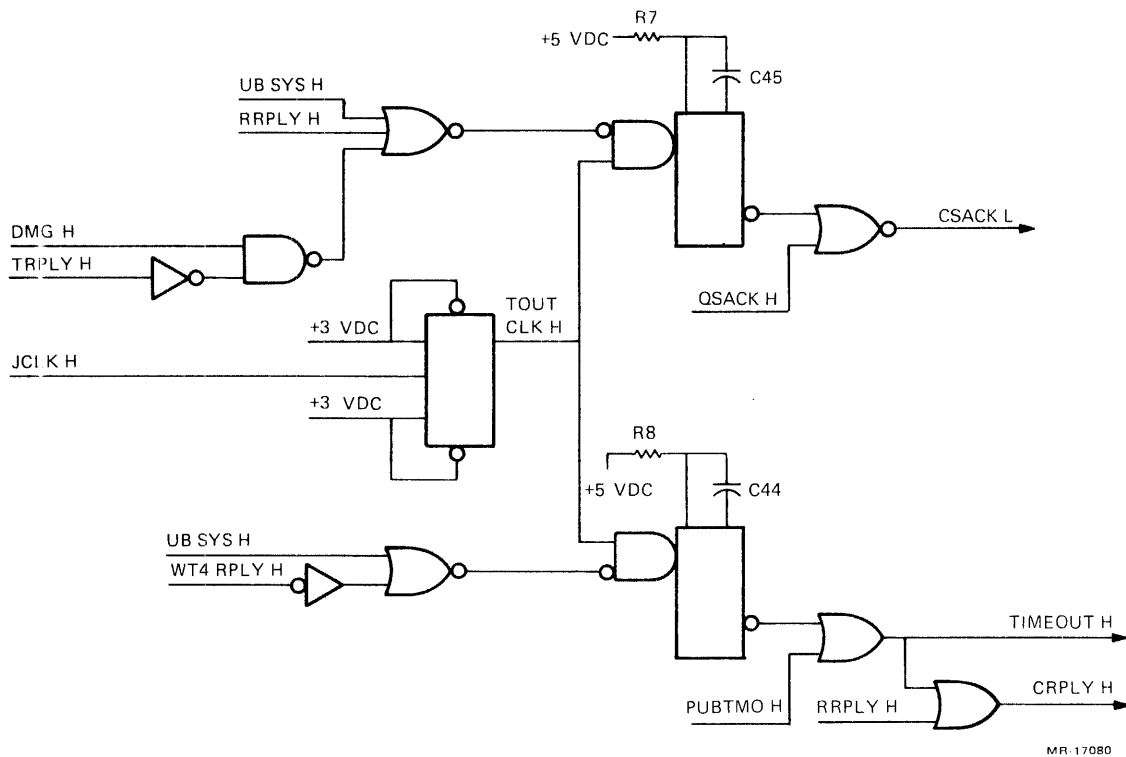 R7
+5 VDC
C45
UB SYS H
RRPLY H
DMG H
TRPLY H
CSACK L
QSACK H
TOUT
CLK H
+3 VDC
JCLK H
+3 VDC
R8
+5 VDC
C44
UB SYS H
WT4 RPLY H
TIMEOUT H
PUBTMO H
RRPLY H
CRPLY H
MR-17080